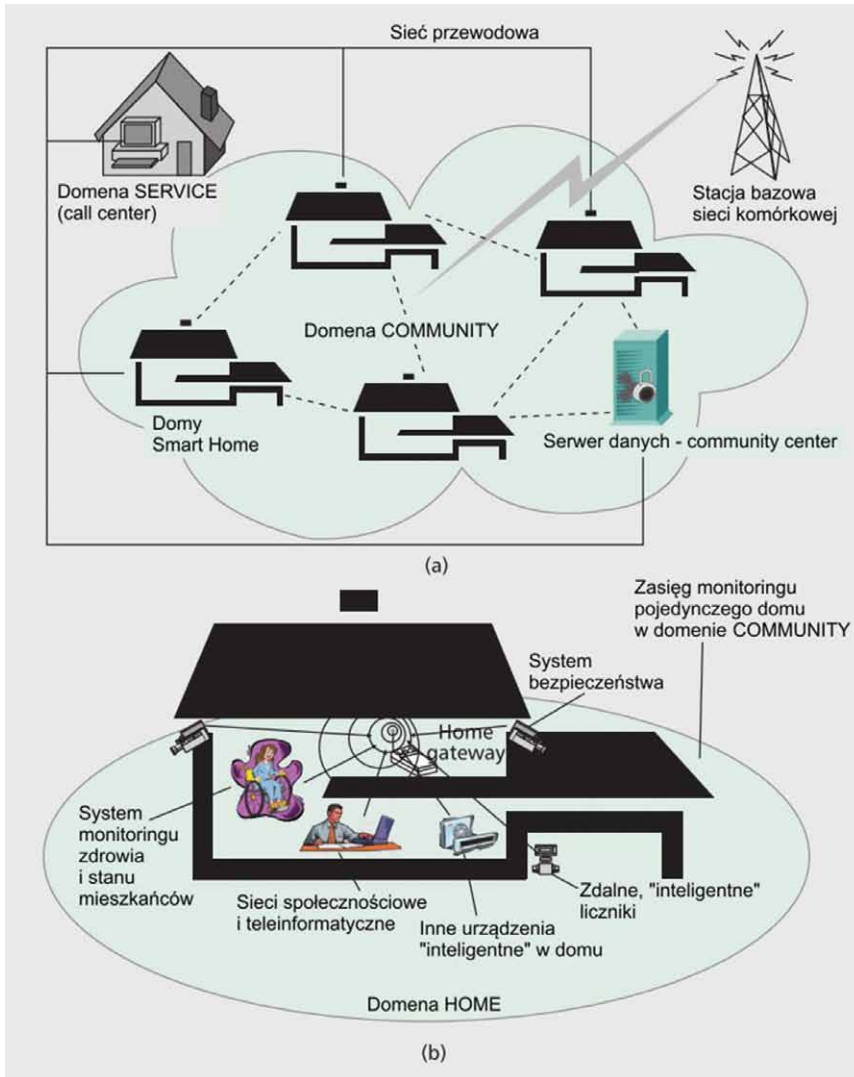 Sieć przewodowa
Domena SERVICE
(call center)
Stacja bazowa
sieci komórkowej
Domena COMMUNITY
Domy
Smart Home
Serwer danych - community center
(a)
Zasięg monitoringu
pojedynczego domu
w domenie COMMUNITY
System
bezpieczeństwa
Home
gateway
System
monitoringu
zdrowia
i stanu
mieszkańców
Sieci społecznościowe
i teleinformatyczne
Inne urządzenia
"inteligentne" w domu
Zdalne, "inteligentne"
liczniki
Domena HOME
(b)